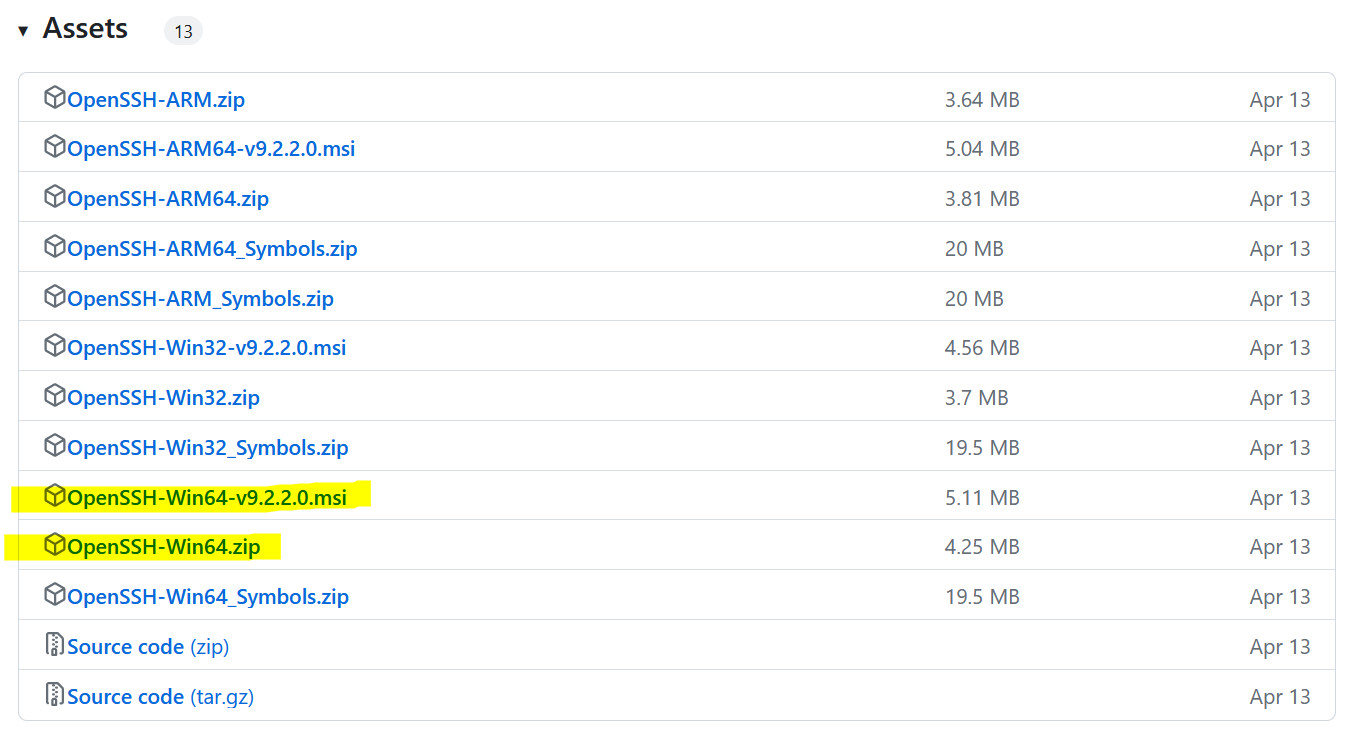 Assets 13
OpenSSH-ARM.zip 3.64 MB Apr 13
OpenSSH-ARM64-v9.2.2.0.msi 5.04 MB Apr 13
OpenSSH-ARM64.zip 3.81 MB Apr 13
OpenSSH-ARM64_Symbols.zip 20 MB Apr 13
OpenSSH-ARM_Symbols.zip 20 MB Apr 13
OpenSSH-Win32-v9.2.2.0.msi 4.56 MB Apr 13
OpenSSH-Win32.zip 3.7 MB Apr 13
OpenSSH-Win32_Symbols.zip 19.5 MB Apr 13
OpenSSH-Win64-v9.2.2.0.msi 5.11 MB Apr 13
OpenSSH-Win64.zip 4.25 MB Apr 13
OpenSSH-Win64_Symbols.zip 19.5 MB Apr 13
Source code (zip) Apr 13
Source code (tar.gz) Apr 13